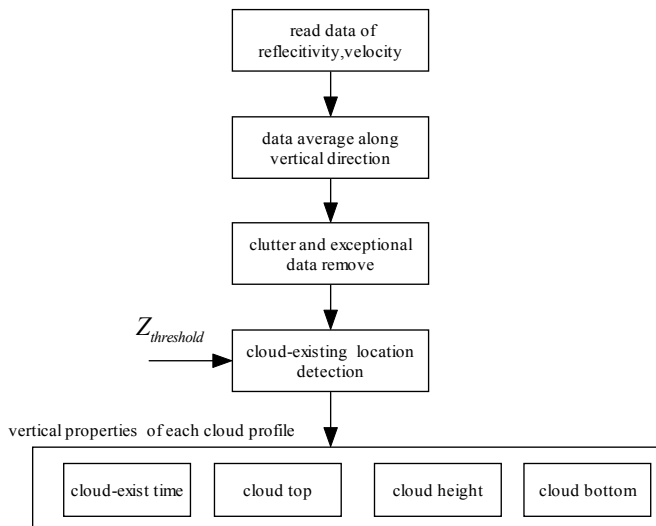 read data of
reflecitivity,velocity
data average along
vertical direction
clutter and exceptional
data remove
Zthreshold
cloud-existing location
detection
vertical properties of each cloud profile
cloud-exist time
cloud top
cloud height
cloud bottom